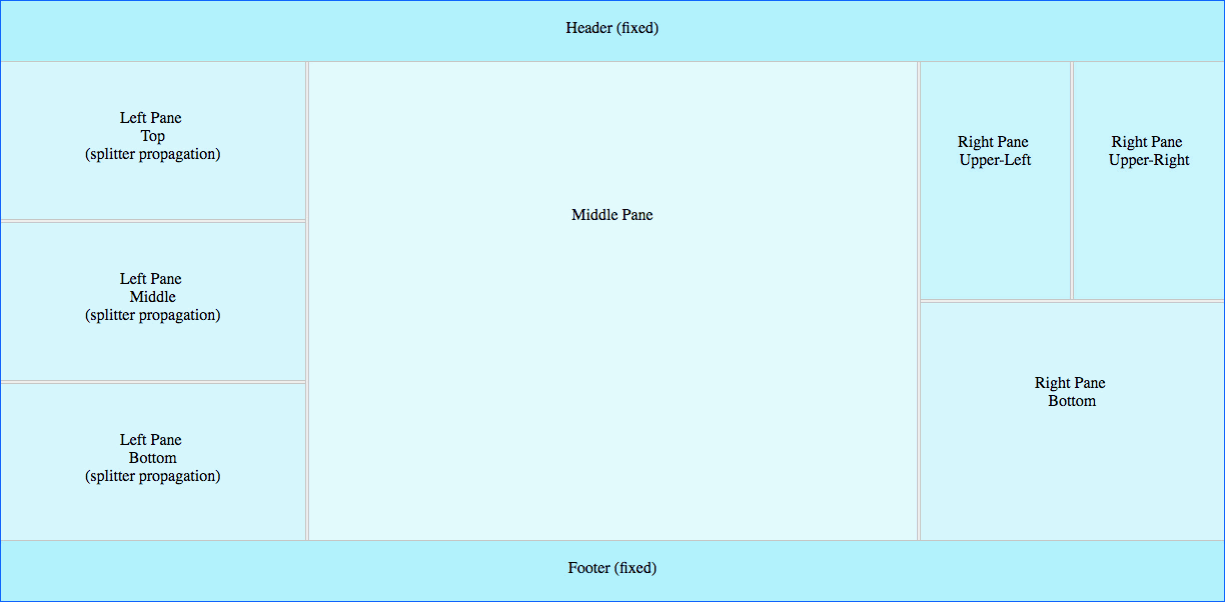 Header (fixed)
Left Pane
Top
(splitter propagation)
Left Pane
Middle
(splitter propagation)
Left Pane
Bottom
(splitter propagation)
Middle Pane
Right Pane
Upper-Left
Right Pane
Upper-Right
Right Pane
Bottom
Footer (fixed)